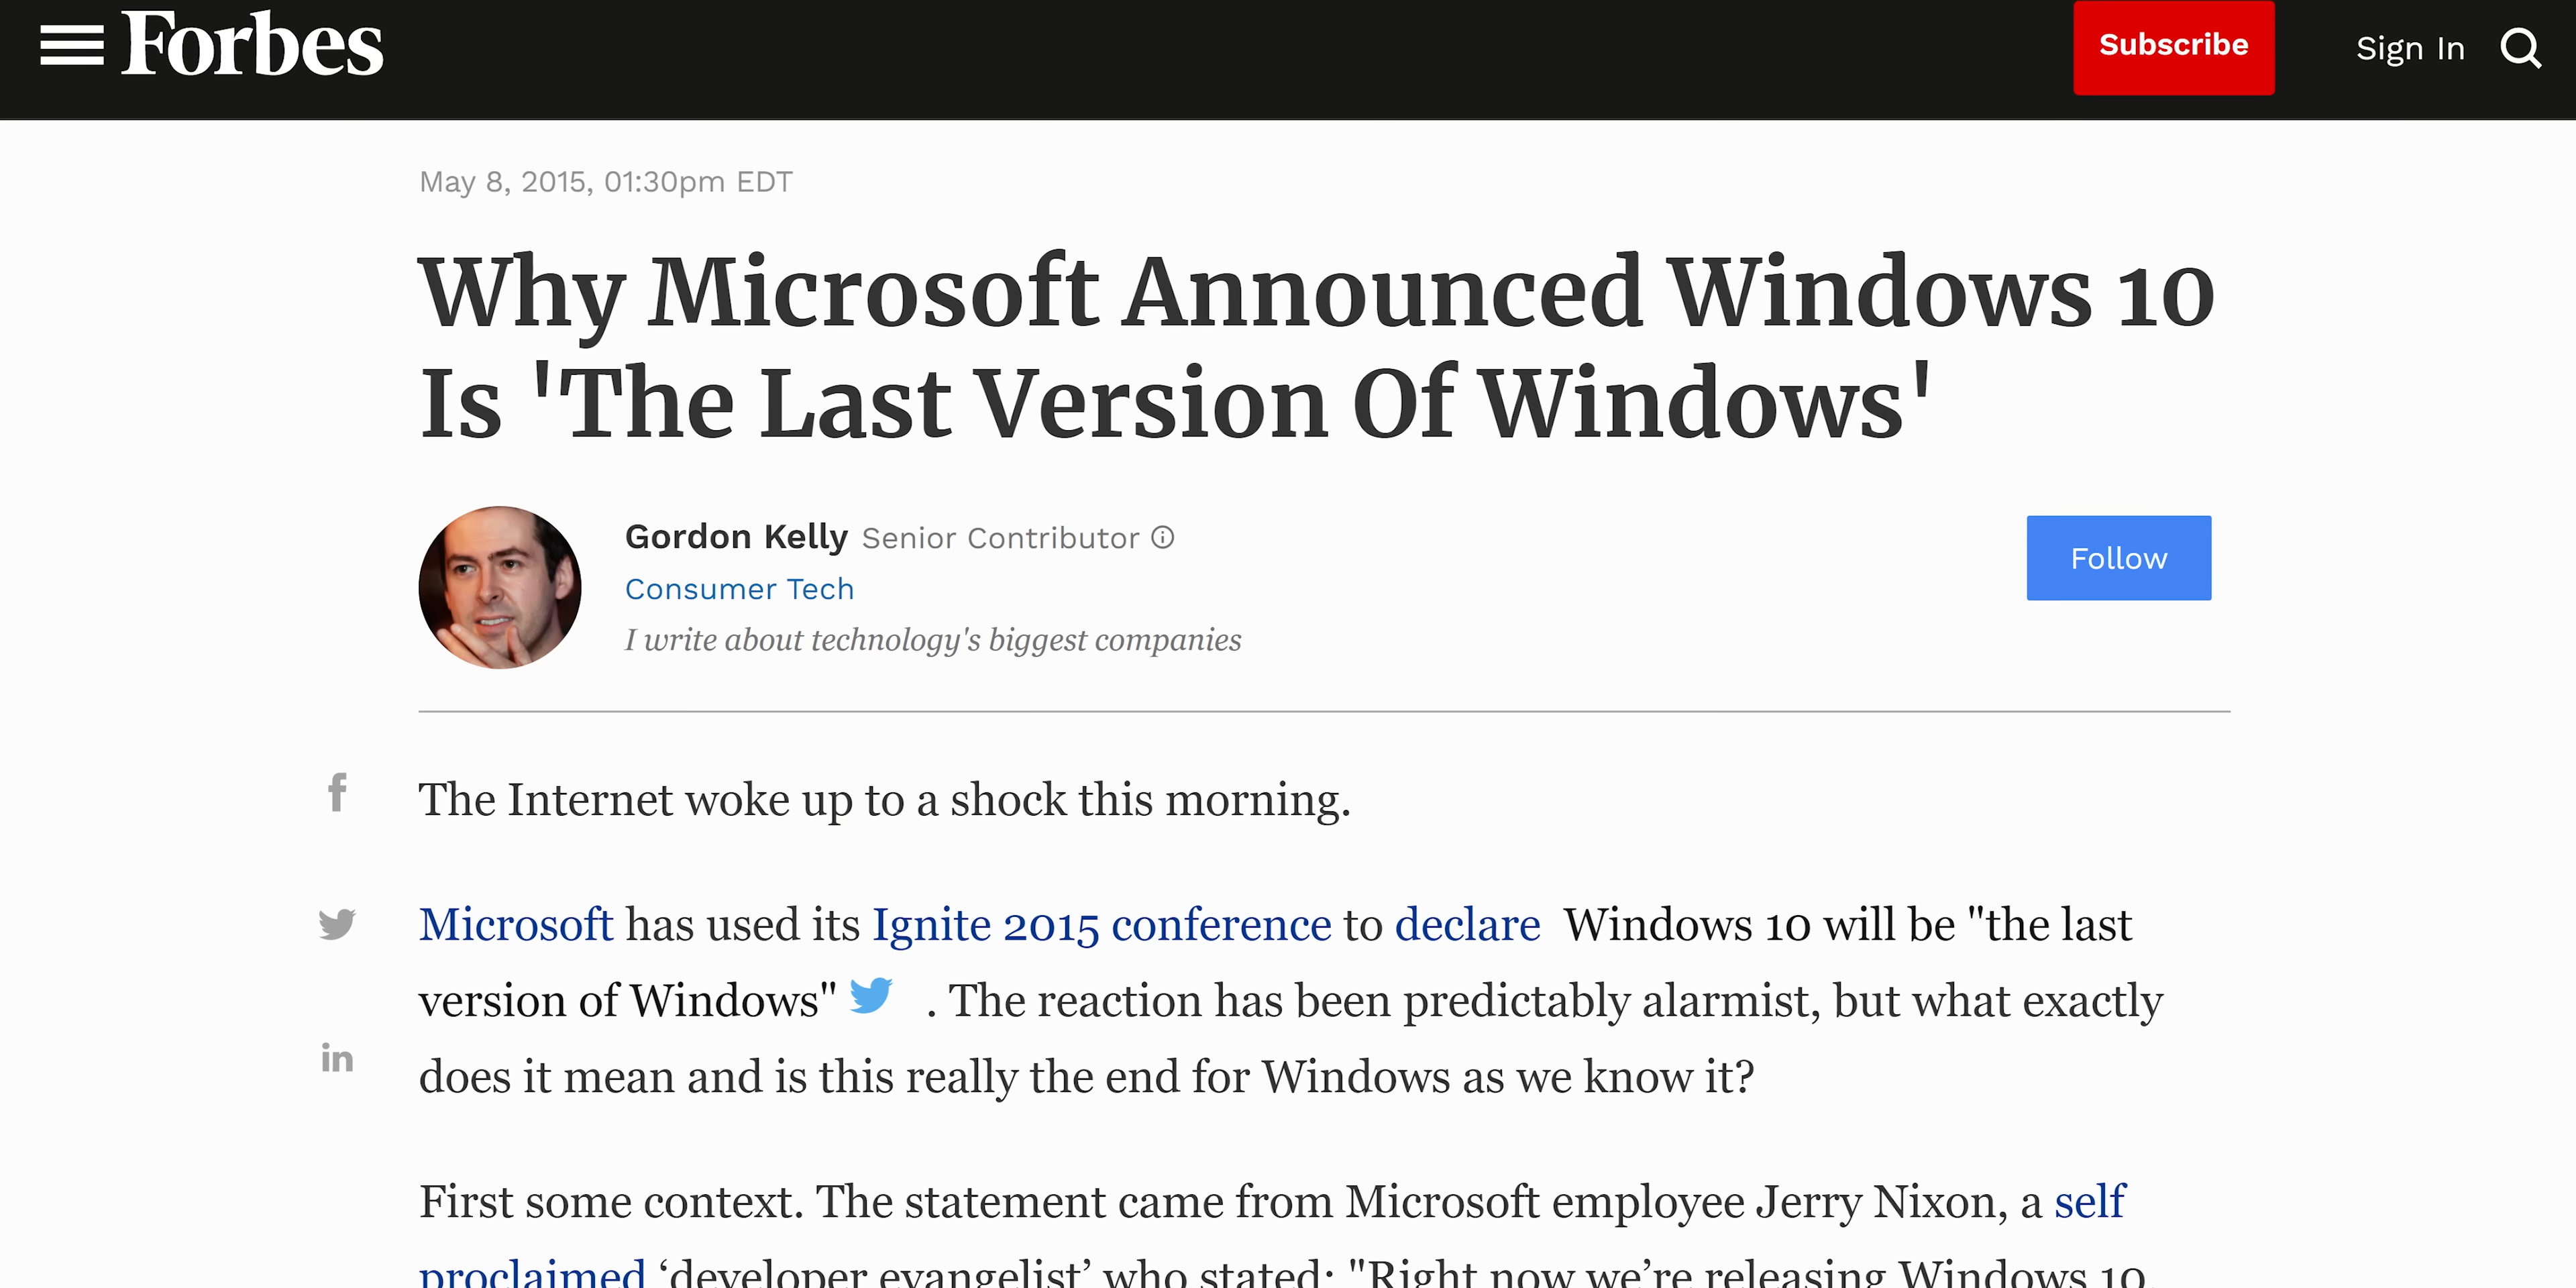 Forbes
Subscribe
Sign In
May 8, 2015, 01:30pm EDT
Why Microsoft Announced Windows 10
Is 'The Last Version Of Windows'
Gordon Kelly Senior Contributor
Consumer Tech
I write about technology's biggest companies
Follow
The Internet woke up to a shock this morning.
Microsoft has used its Ignite 2015 conference to declare Windows 10 will be "the last
version of Windows" . The reaction has been predictably alarmist, but what exactly
does it mean and is this really the end for Windows as we know it?
First some context. The statement came from Microsoft employee Jerry Nixon, a self
proclaimed ‘developer evangelist’ who stated: "Right now we’re releasing Windows 10,